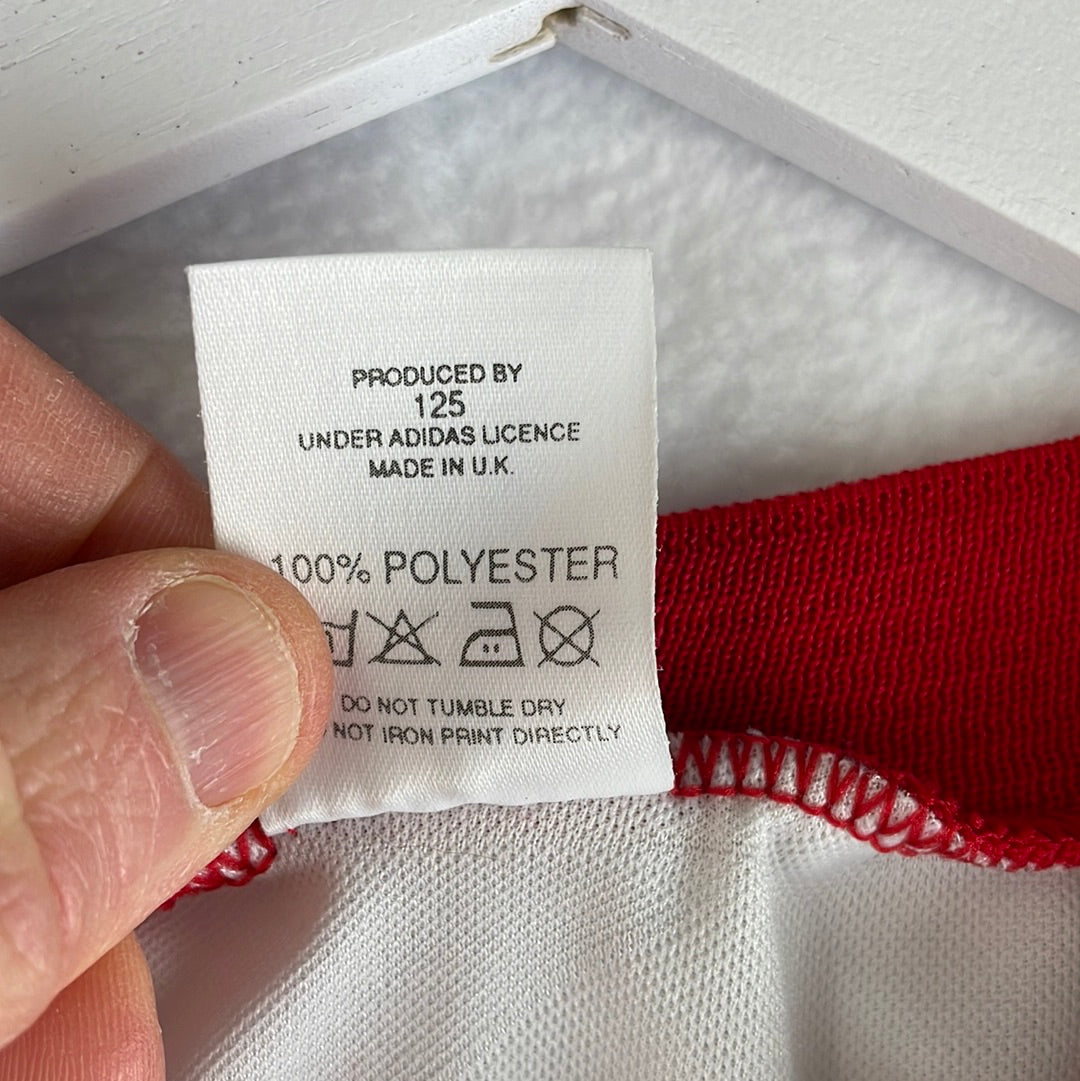 PRODUCED BY
125
UNDER ADIDAS LICENCE
MADE IN U.K.
100% POLYESTER
DO NOT TUMBLE DRY
NOT IRON PRINT DIRECTLY